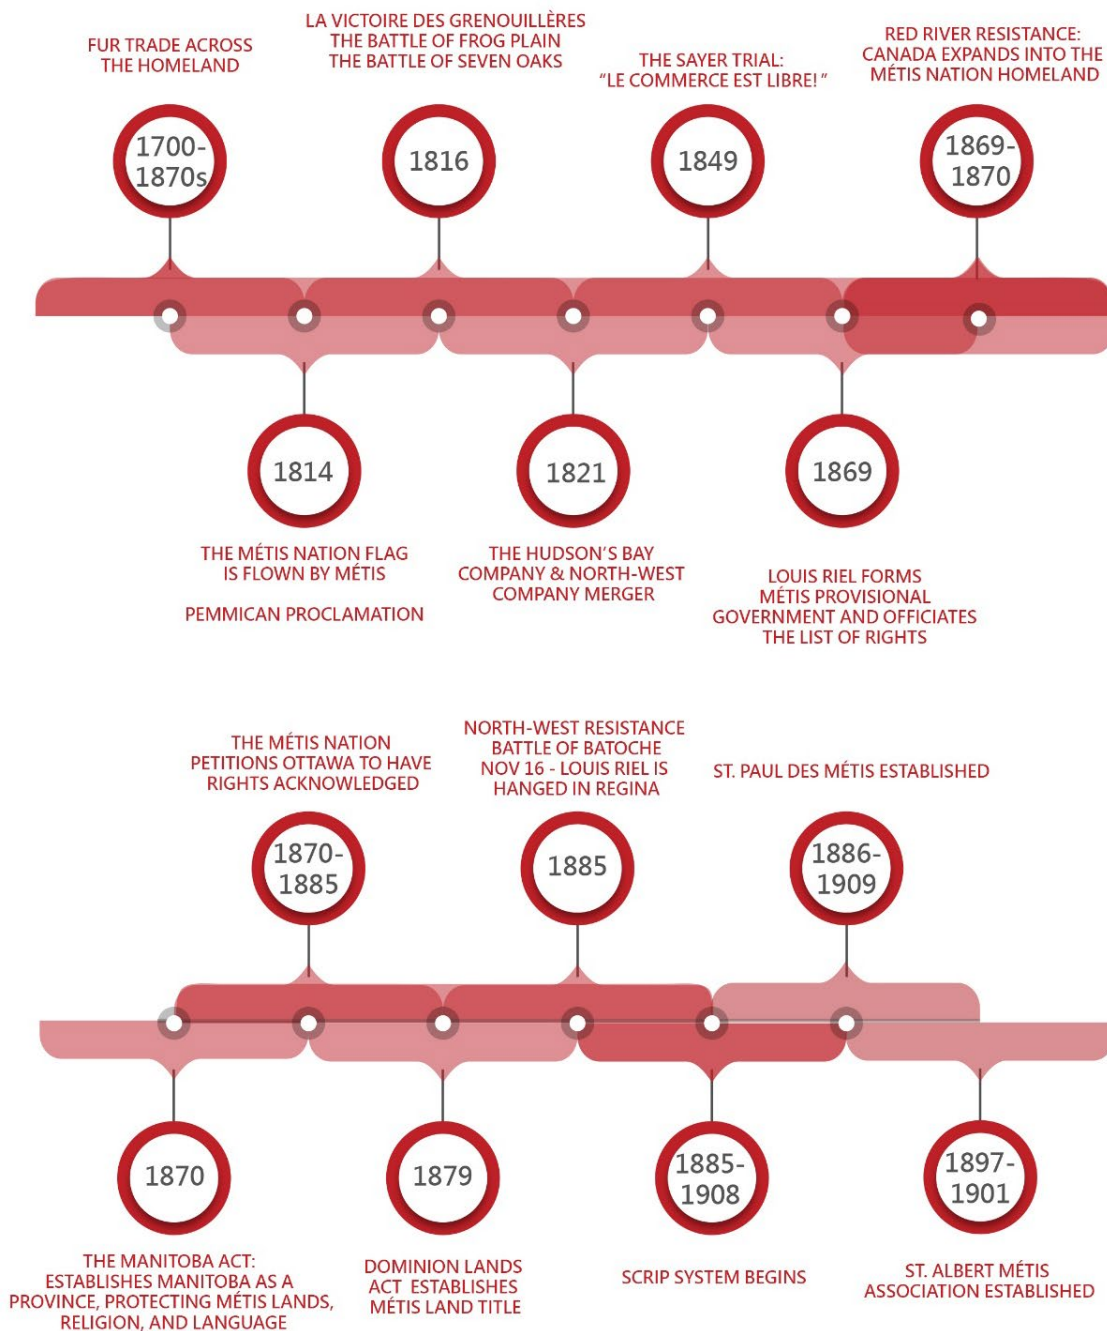 FUR TRADE ACROSS
THE HOMELAND
1700-
1870s
LA VICTOIRE DES GRENOUILLÈRES
THE BATTLE OF FROG PLAIN
THE BATTLE OF SEVEN OAKS
1816
THE SAYER TRIAL:
"LE COMMERCE EST LIBRE!"
1849
RED RIVER RESISTANCE:
CANADA EXPANDS INTO THE
MÉTIS NATION HOMELAND
1869-
1870
1814
THE MÉTIS NATION FLAG
IS FLOWN BY MÉTIS
PEMMICAN PROCLAMATION
1821
THE HUDSON'S BAY
COMPANY & NORTH-WEST
COMPANY MERGER
1869
LOUIS RIEL FORMS
MÉTIS PROVISIONAL
GOVERNMENT AND OFFICIATES
THE LIST OF RIGHTS
THE MÉTIS NATION
PETITIONS OTTAWA TO HAVE
RIGHTS ACKNOWLEDGED
1870-
1885
NORTH-WEST RESISTANCE
BATTLE OF BATOCHE
NOV 16 - LOUIS RIEL IS
HANGED IN REGINA
1885
ST. PAUL DES MÉTIS ESTABLISHED
1886-
1909
1870
THE MANITOBA ACT:
ESTABLISHES MANITOBA AS A
PROVINCE, PROTECTING MÉTIS LANDS,
RELIGION, AND LANGUAGE
1879
DOMINION LANDS
ACT ESTABLISHES
MÉTIS LAND TITLE
1885-
1908
SCRIP SYSTEM BEGINS
1897-
1901
ST. ALBERT MÉTIS
ASSOCIATION ESTABLISHED